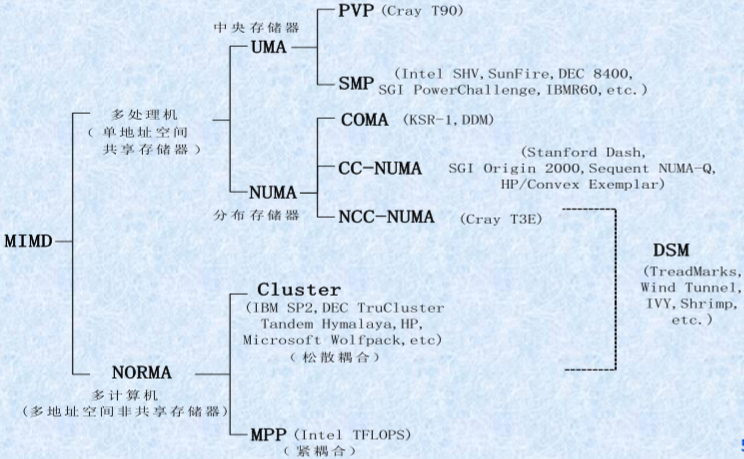 PVP (Cray T90)
中央存储器
UMA
SMP (Intel SHV,SunFire,DEC 8400,
SGI PowerChallenge,IBMR60,etc.)
多处理机
（单地址空间
共享存储器）
COMA (KSR-1,DDM)
(Stanford Dash,
CC-NUMA SGI Origin 2000,Sequent NUMA-Q,
HP/Convex Exemplar)
NUMA
分布存储器
NCC-NUMA (Cray T3E)
MIMD
DSM
(TreadMarks,
Wind Tunnel,
IVY,Shrimp,
etc.)
Cluster
(IBM SP2,DEC TruCluster
Tandem Hymalaya,HP,
Microsoft Wolfpack,etc)
（松散耦合）
NORMA
多计算机
(多地址空间非共享存储器)
MPP (Intel TFLOPS)
（紧耦合）